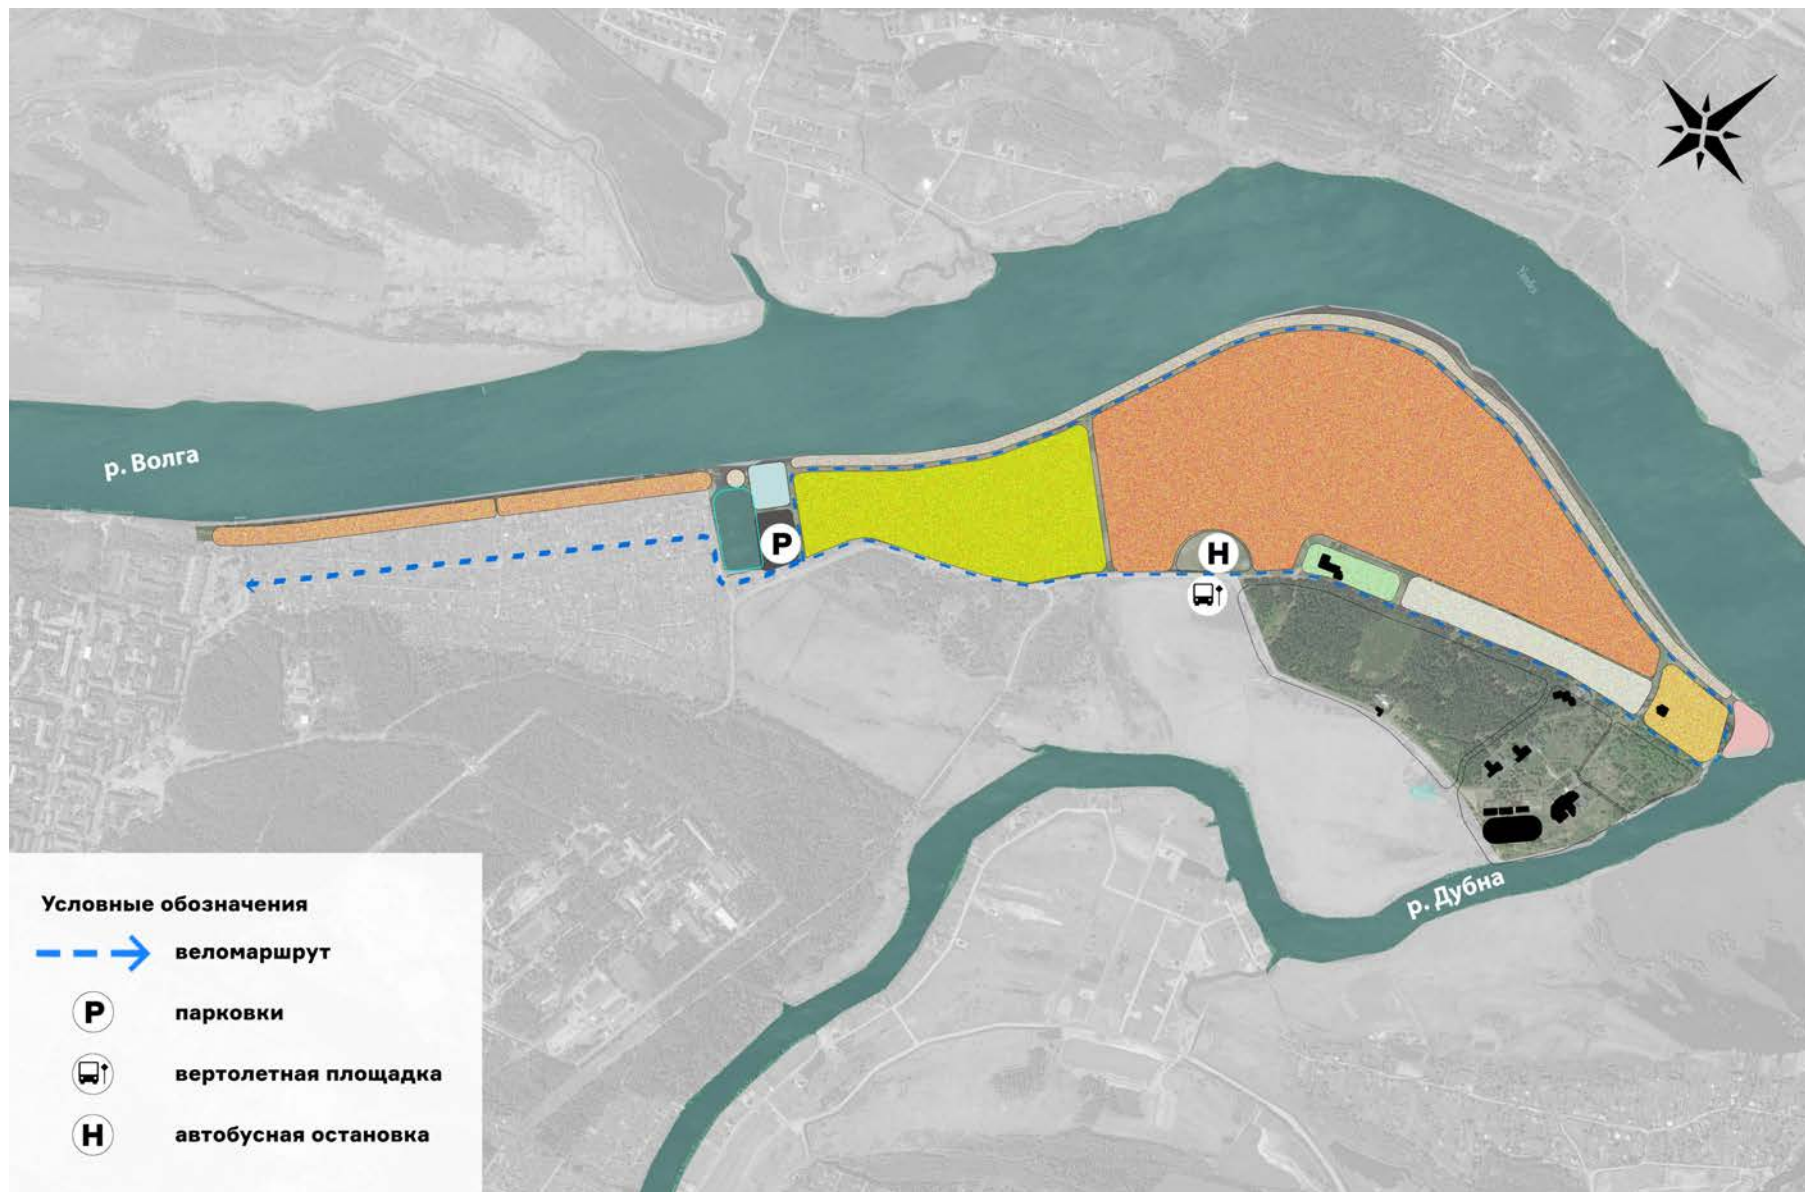 р. Волга
P
H
р. Дубна
Условные обозначения
веломаршрут
P парковки
вертолетная площадка
H автобусная остановка